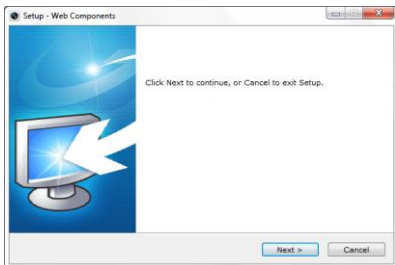 Setup - Web Components
Click Next to continue, or Cancel to exit Setup.
Next >
Cancel